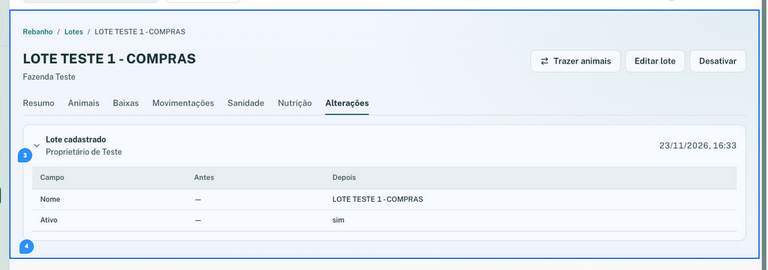 Rebanho / Lotes / LOTE TESTE 1 - COMPRAS
LOTE TESTE 1 - COMPRAS
Fazenda Teste
Trazer animais Editar lote Desativar
Resumo Animais Baixas Movimentações Sanidade Nutrição Alterações
Lote cadastrado
Proprietário de Teste
23/11/2026, 16:33
3
Campo Antes Depois
Nome — LOTE TESTE 1 - COMPRAS
Ativo — sim
4